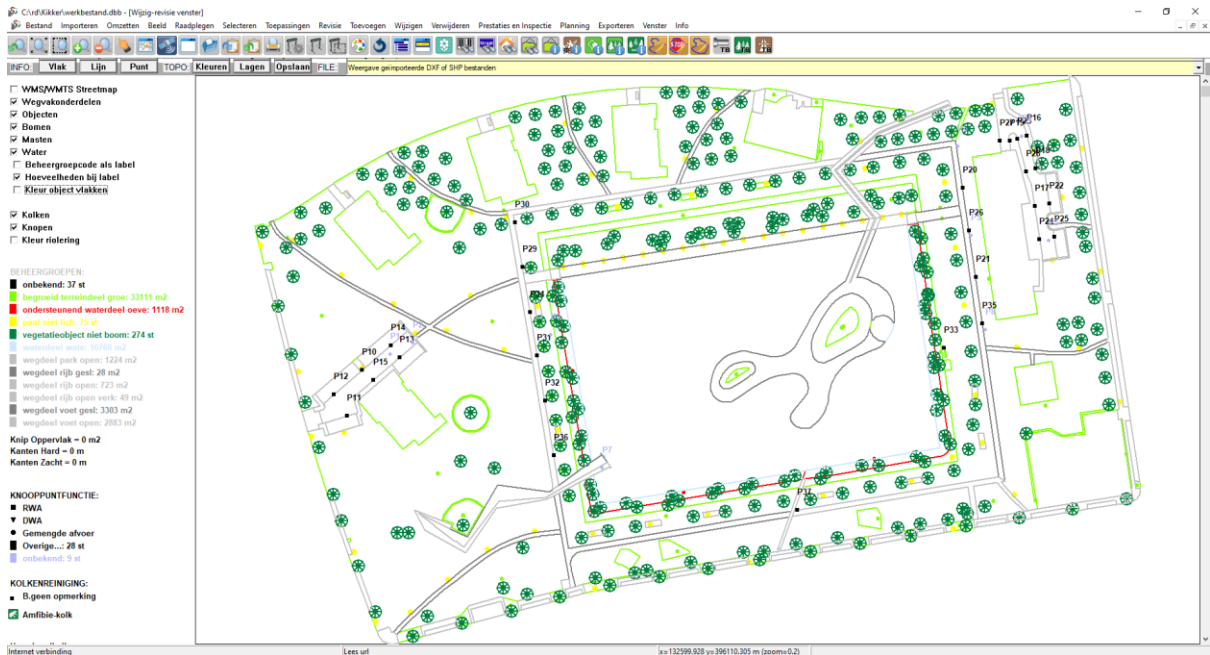 C:\rd\Kikker\werkbestand.dbb - [Wijzig-revisie venster]
Bestand Importeren Omzetten Beeld Raadplegen Selecteren Toepassingen Revisie Toevoegen Wijzigen Verwijderen Prestaties en Inspectie Planning Exporteren Venster Info
INFO: Vlak Lijn Punt TOPO: Kleuren Lagen Opslaan FILE: Weergave geïmporteerde DXF of SHP bestanden
WMS/WMTS Streetmap
Wegvakonderdelen
Objecten
Bomen
Masten
Water
Beheergroepcode als label
Hoeveelheden bij label
Kleur object vlakken
Kolken
Knopen
Kleur riolering
BEHEERGROEPEN:
onbekend: 37 st
begroeid terreindeel groe: 33111 m2
ondersteunend waterdeel oeve: 1118 m2
vegetatieobject niet boom: 274 st
wegdeel park open: 1224 m2
wegdeel rijb gesl: 28 m2
wegdeel rijb open: 723 m2
wegdeel rijb open verk: 49 m2
wegdeel voet gesl: 3303 m2
wegdeel voet open: 2883 m2
Knip Oppervlak = 0 m2
Kanten Hard = 0 m
Kanten Zacht = 0 m
KNOOPPUNTFUNCTIE:
RWA
DWA
Gemengde afvoer
Overige...: 28 st
onbekend: 9 st
KOLKENREINIGING:
B.geen opmerking
Amfibie-kolk
P16
P20
P17
P22
P25
P26
P21
P35
P33
P30
P29
P31
P32
P36
P7
P37
P14
P13
P10
P15
P12
P11
Internet verbinding
Lees url
x=132599.928 y=396110.305 m (zoom=0.2)